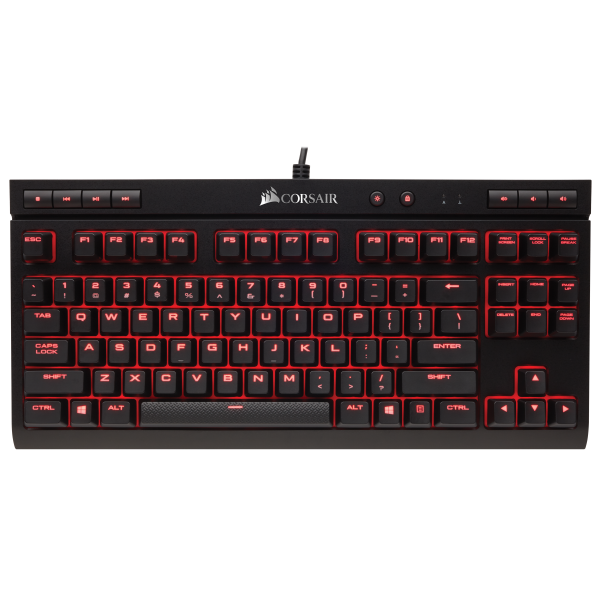 CORSAIR
ESC F1 F2 F3 F4 F5 F6 F7 F8 F9 F10 F11 F12 PRINT SCREEN SCROLL LOCK PAUSE BREAK
1 2 3 4 5 6 7 8 9 0 INSERT HOME PAGE UP
TAB Q W E R T Y U I O P [ ] \ DELETE END PAGE DOWN
CAPS LOCK A S D F G H J K L ENTER
SHIFT Z X C V B N M SHIFT
CTRL ALT ALT CTRL